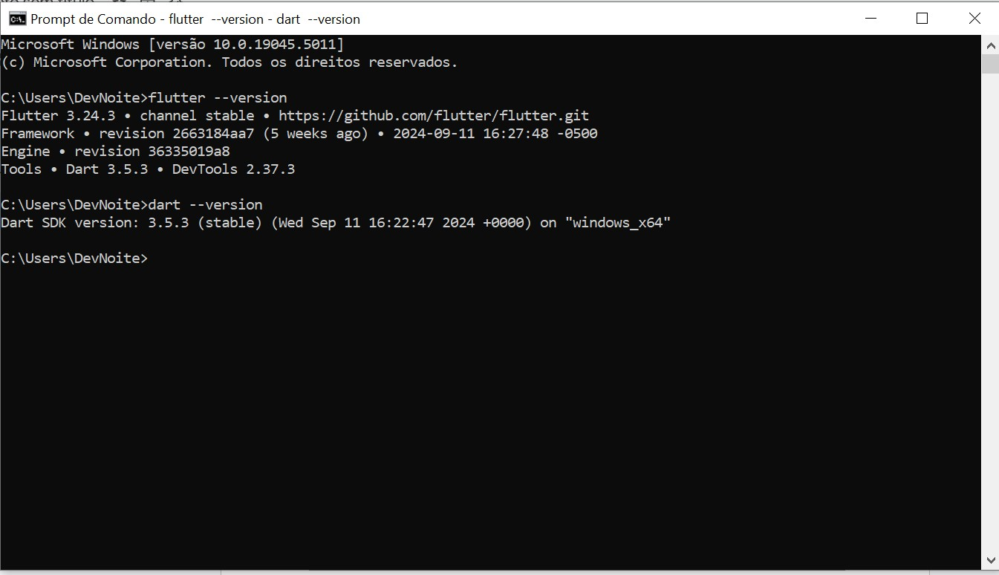 Prompt de Comando - flutter  --version - dart  --version
Microsoft Windows [versão 10.0.19045.5011]
(c) Microsoft Corporation. Todos os direitos reservados.
C:\Users\DevNoite>flutter --version
Flutter 3.24.3 • channel stable • https://github.com/flutter/flutter.git
Framework • revision 2663184aa7 (5 weeks ago) • 2024-09-11 16:27:48 -0500
Engine • revision 36335019a8
Tools • Dart 3.5.3 • DevTools 2.37.3
C:\Users\DevNoite>dart --version
Dart SDK version: 3.5.3 (stable) (Wed Sep 11 16:22:47 2024 +0000) on "windows_x64"
C:\Users\DevNoite>